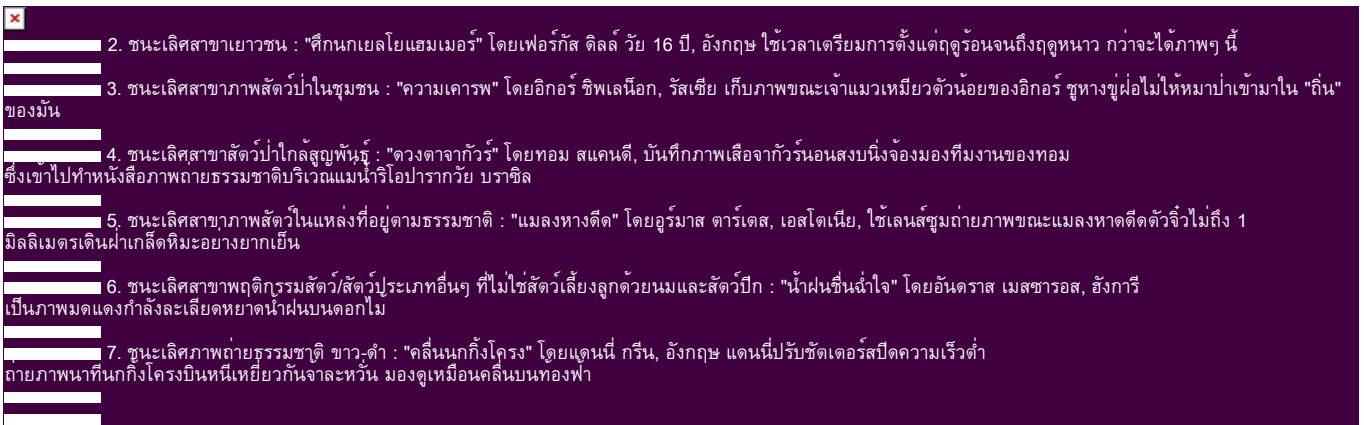 2. ชนะเลิศสาขาเยาวชน : "ศึกนกเยลโยแฮมเมอร์" โดยเฟอร์กัส ดิลล์ วัย 16 ปี, อังกฤษ ใช้เวลาเตรียมการตั้งแต่ฤดูร้อนจนถึงฤดูหนาว กว่าจะได้ภาพๆ นี้
3. ชนะเลิศสาขาภาพสัตว์ป่าในชุมชน : "ความเคารพ" โดยอิกอร์ ชิพเลน็อก, รัสเซีย เก็บภาพขณะเจ้าแมวเหมียวตัวน้อยของอิกอร์ ชูหางขู่ฝ่อไม่ให้หมาป่าเข้ามาใน "ถิ่น"
ของมัน
4. ชนะเลิศสาขาสัตว์ป่าใกล้สูญพันธุ์ : "ดวงตาจากัวร์" โดยทอม สแคนดี, บันทึกภาพเสือจากัวร์นอนสงบนิ่งจ้องมองทีมงานของทอม
ซึ่งเข้าไปทำหนังสือภาพถ่ายธรรมชาติบริเวณแม่น้ำริโอปารากวัย บราซิล
5. ชนะเลิศสาขาภาพสัตว์ในแหล่งที่อยู่ตามธรรมชาติ : "แมลงหางดีด" โดยอูร์มาส ตาร์เตส, เอสโตเนีย, ใช้เลนส์ซูมถ่ายภาพขณะแมลงหาดดีดตัวจิ๋วไม่ถึง 1
มิลลิเมตรเดินฝ่าเกล็ดหิมะอย่างยากเย็น
6. ชนะเลิศสาขาพฤติกรรมสัตว์/สัตว์ประเภทอื่นๆ ที่ไม่ใช่สัตว์เลี้ยงลูกด้วยนมและสัตว์ปีก : "น้ำฝนชื่นฉ่ำใจ" โดยอันดราส เมสซารอส, ฮังการี
เป็นภาพมดแดงกำลังละเลียดหยาดน้ำฝนบนดอกไม้
7. ชนะเลิศภาพถ่ายธรรมชาติ ขาว-ดำ : "คลื่นนกกิ้งโครง" โดยแดนนี่ กรีน, อังกฤษ แดนนี่ปรับชัตเตอร์สปีดความเร็วต่ำ
ถ่ายภาพนาทีนกกิ้งโครงบินหนีเหยี่ยวกันจาละหวั่น มองดูเหมือนคลื่นบนท้องฟ้า